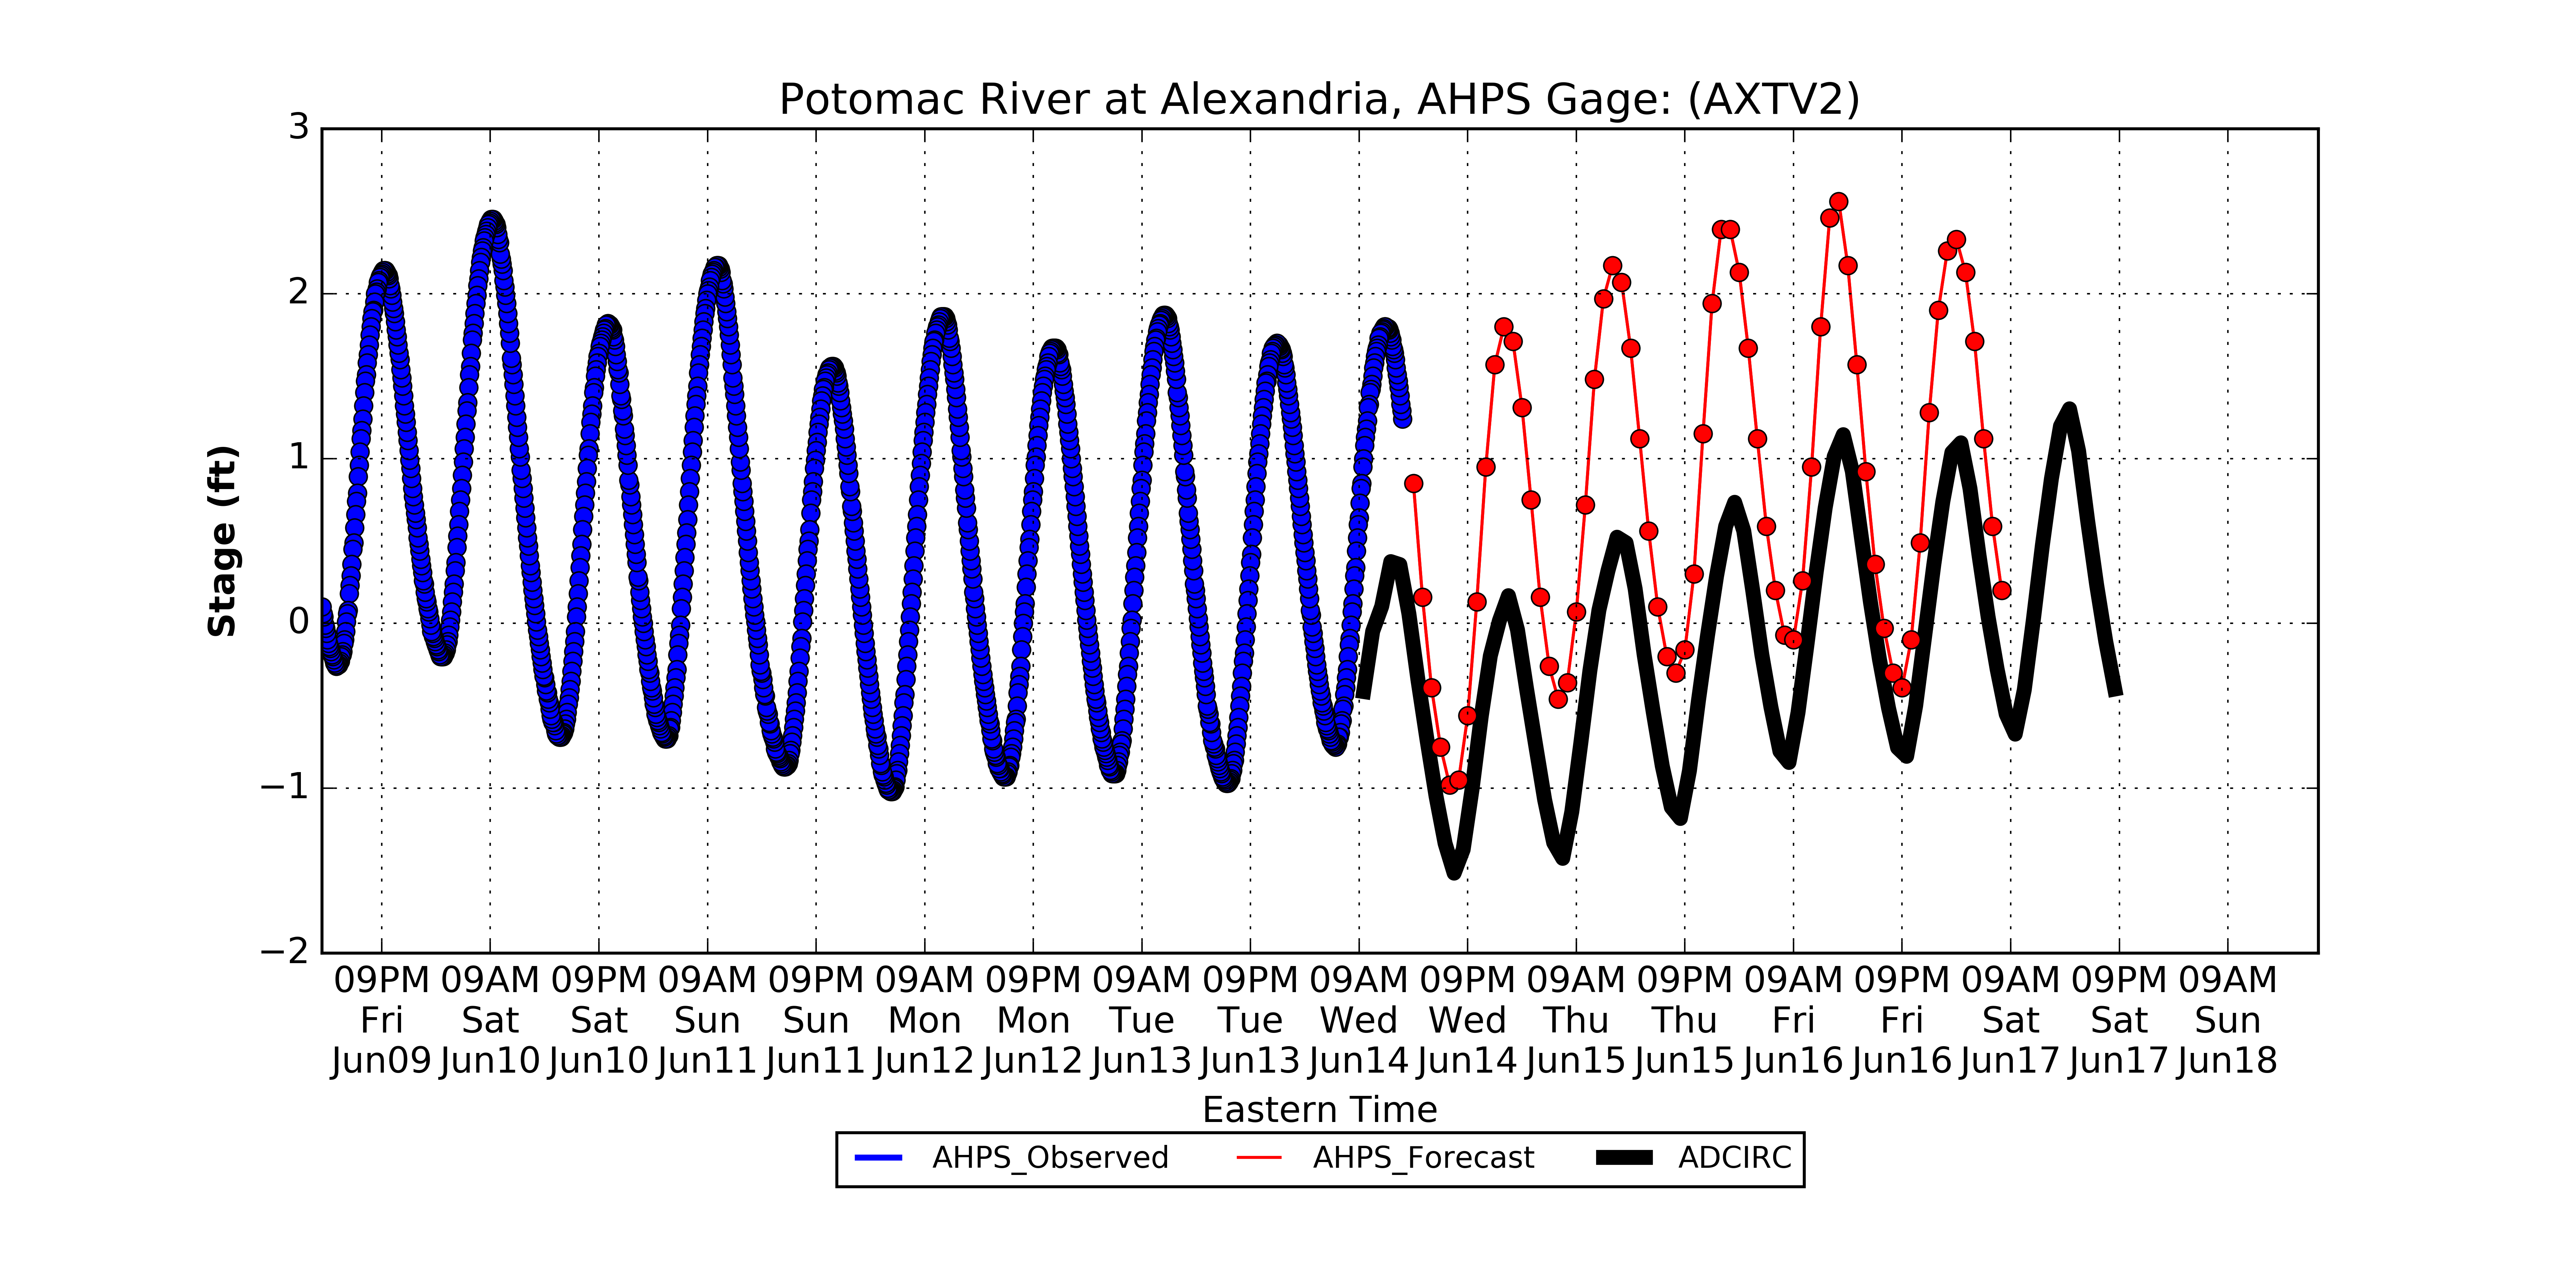 Potomac River at Alexandria, AHPS Gage: (AXTV2)
3
2
1
0
−1
−2
Stage (ft)
09PM 09AM 09PM 09AM 09PM 09AM 09PM 09AM 09PM 09AM 09PM 09AM 09PM 09AM 09PM 09AM 09PM 09AM
Fri Sat Sat Sun Sun Mon Mon Tue Tue Wed Wed Thu Thu Fri Fri Sat Sat Sun
Jun09 Jun10 Jun10 Jun11 Jun11 Jun12 Jun12 Jun13 Jun13 Jun14 Jun14 Jun15 Jun15 Jun16 Jun16 Jun17 Jun17 Jun18
Eastern Time
AHPS_Observed AHPS_Forecast ADCIRC